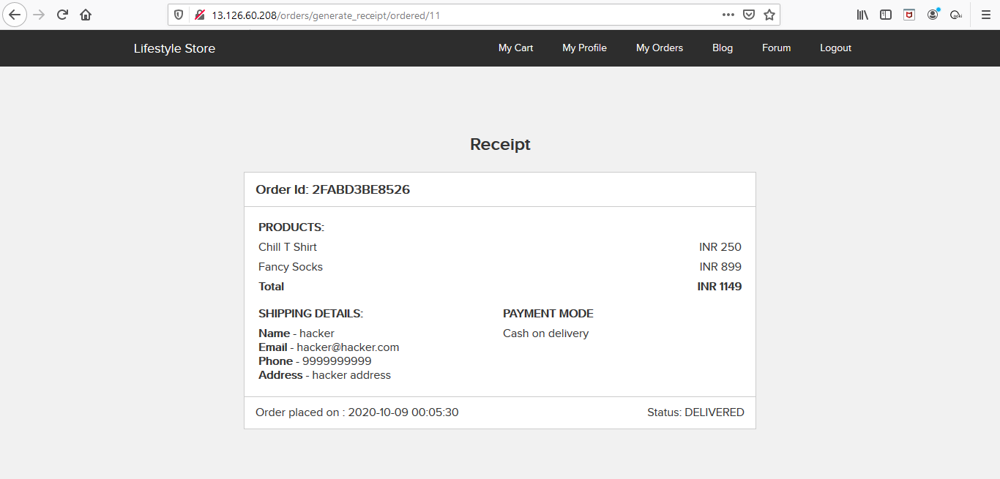 13.126.60.208/orders/generate_receipt/ordered/11
Lifestyle Store My Cart My Profile My Orders Blog Forum Logout
Receipt
Order Id: 2FABD3BE8526
PRODUCTS:
Chill T Shirt INR 250
Fancy Socks INR 899
Total INR 1149
SHIPPING DETAILS: PAYMENT MODE
Name - hacker Cash on delivery
Email - hacker@hacker.com
Phone - 9999999999
Address - hacker address
Order placed on : 2020-10-09 00:05:30 Status: DELIVERED